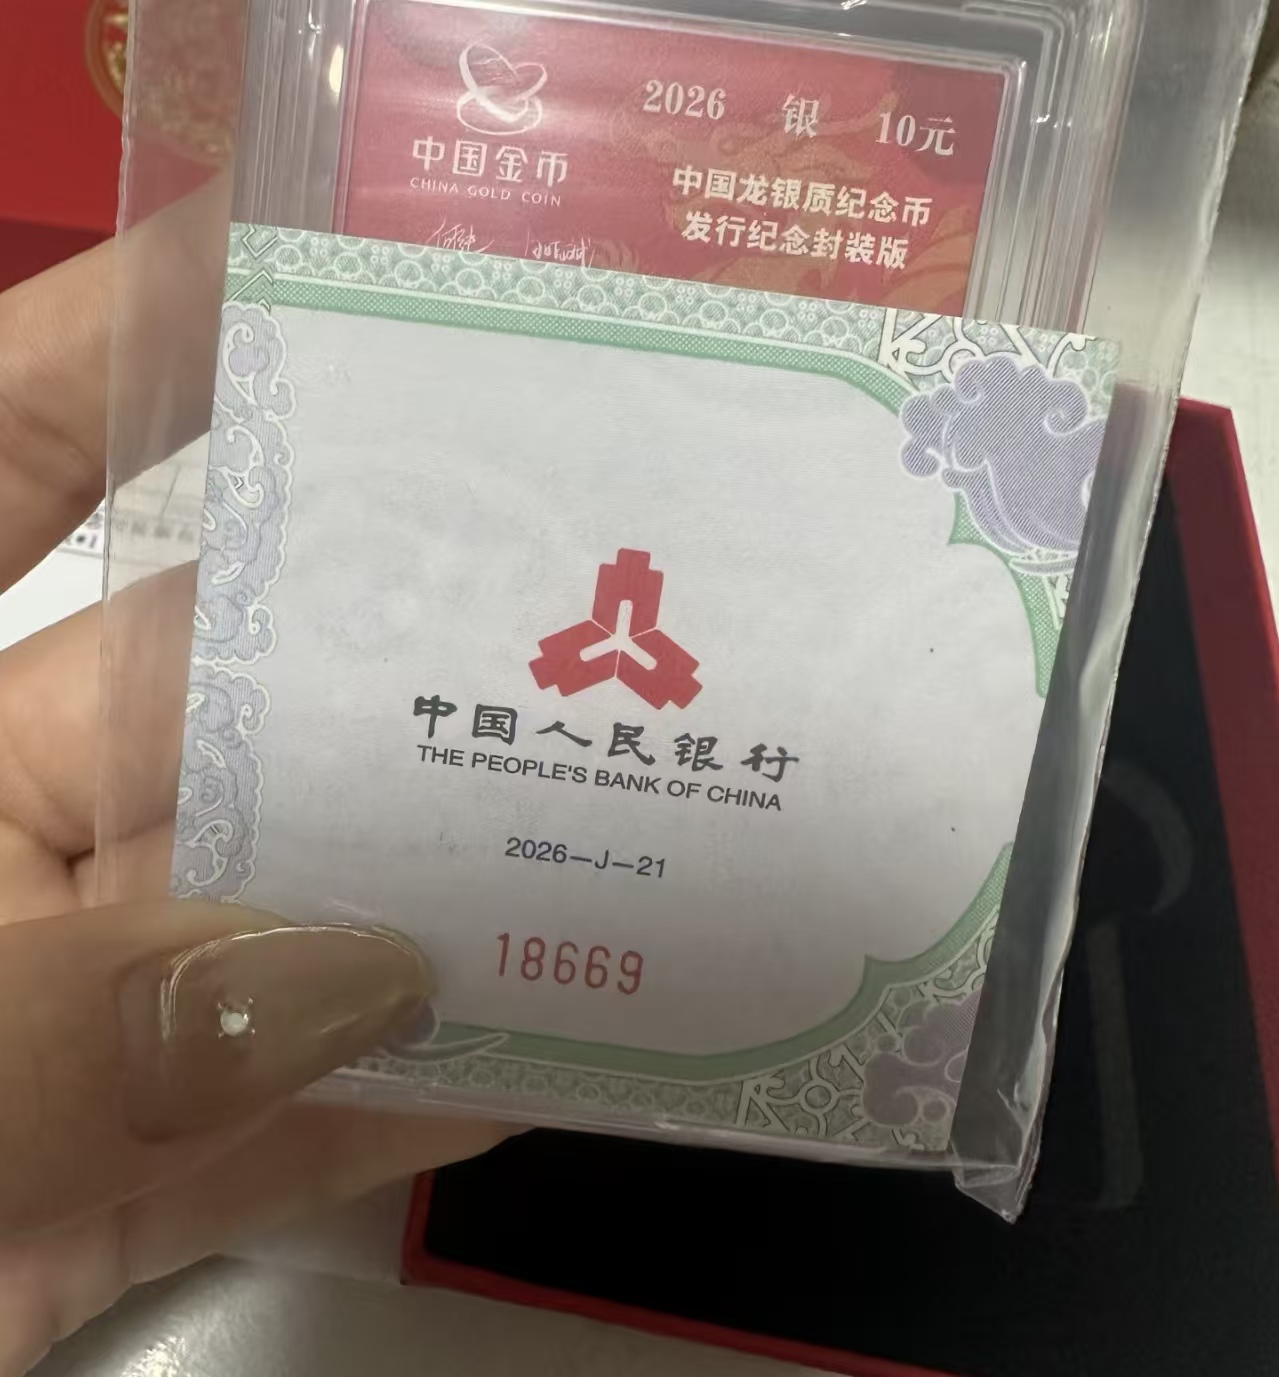 2026 银 10元
中国金币
CHINA GOLD COIN
中国龙银质纪念币
发行纪念封装版
中国人民银行
THE PEOPLE'S BANK OF CHINA
2026—J—21
18669